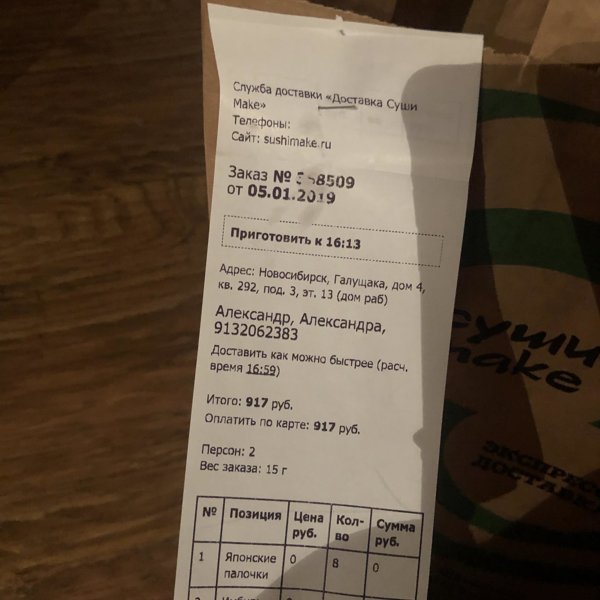 Служба доставки «Доставка Суши
Make»
Телефоны:
Сайт: sushimake.ru
Заказ №
от 05.01.2019
Приготовить к 16:13
Адрес: Новосибирск, Галущака, дом 4,
кв. 292, под. 3, эт. 13 (дом раб)
Александр, Александра,
9132062383
Доставить как можно быстрее (расч.
время 16:59)
Итого: 917 руб.
Оплатить по карте: 917 руб.
Персон: 2
Вес заказа: 15 г
№ Позиция Цена руб. Кол-во Сумма руб.
1 Японские палочки 0 8 0
суши
make